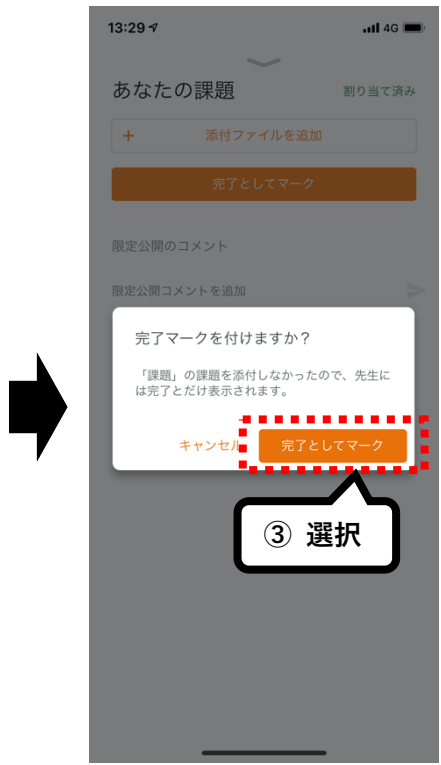 13:29
4G
あなたの課題
割り当て済み
+ 添付ファイルを追加
完了としてマーク
限定公開のコメント
限定公開コメントを追加
完了マークを付けますか？
「課題」の課題を添付しなかったので、先生に
は完了とだけ表示されます。
キャンセル
完了としてマーク
③ 選択